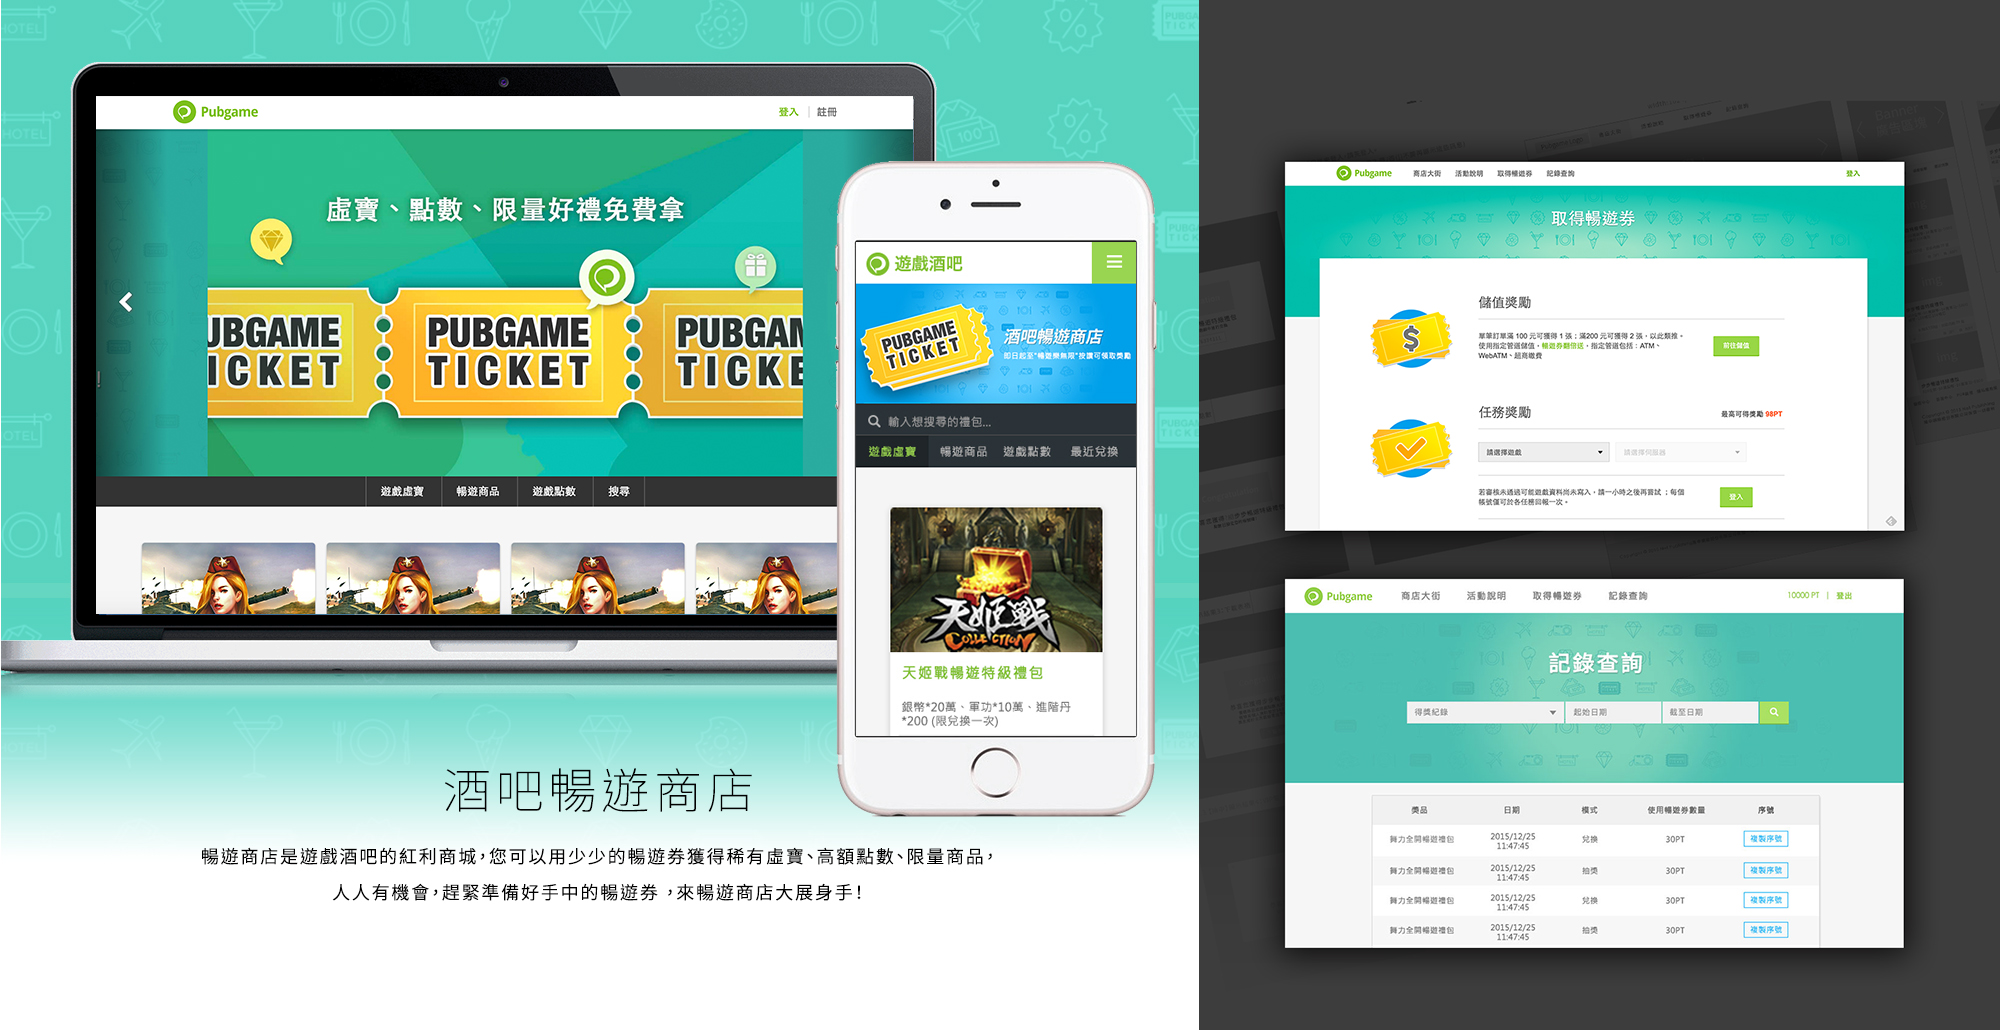 Pubgame
登入
註冊
虛寶、點數、限量好禮免費拿
UBGAME
ICKET
PUBGAME
TICKET
PUBGAM
TICKE
遊戲虛寶
暢遊商品
遊戲點數
搜尋
遊戲酒吧
PUBGAME
TICKET
酒吧暢遊商店
即日起至"暢遊樂無限"按讚可領取獎勵
輸入想搜尋的禮包...
遊戲虛寶
暢遊商品
遊戲點數
最近兌換
天姬戰
COLLECTION
天姬戰暢遊特級禮包
銀幣*20萬、軍功*10萬、進階丹
*200 (限兌換一次)
酒吧暢遊商店
暢遊商店是遊戲酒吧的紅利商城，您可以用少少的暢遊券獲得稀有虛寶、高額點數、限量商品，
人人有機會，趕緊準備好手中的暢遊券 ，來暢遊商店大展身手！
Pubgame
商店大街
活動說明
取得暢遊券
記錄查詢
登入
取得暢遊券
儲值獎勵
單筆訂單滿 100 元可獲得 1 張；滿200 元可獲得 2 張，以此類推。
使用指定管道儲值，暢遊券翻倍送，指定管道包括：ATM、
WebATM、超商繳費
前往儲值
任務獎勵
最高可得獎勵 98PT
請選擇遊戲
請選擇伺服器
若審核未通過可能遊戲資料尚未寫入，請一小時之後再嘗試 ；每個
帳號僅可於各任務回報一次。
登入
Pubgame
商店大街
活動說明
取得暢遊券
記錄查詢
10000 PT
登出
記錄查詢
得獎紀錄
起始日期
截至日期
獎品
日期
模式
使用暢遊券數量
序號
舞力全開暢遊禮包
2015/12/25
11:47:45
兌換
30PT
複製序號
舞力全開暢遊禮包
2015/12/25
11:47:45
抽獎
30PT
複製序號
舞力全開暢遊禮包
2015/12/25
11:47:45
兌換
30PT
複製序號
舞力全開暢遊禮包
2015/12/25
11:47:45
抽獎
30PT
複製序號